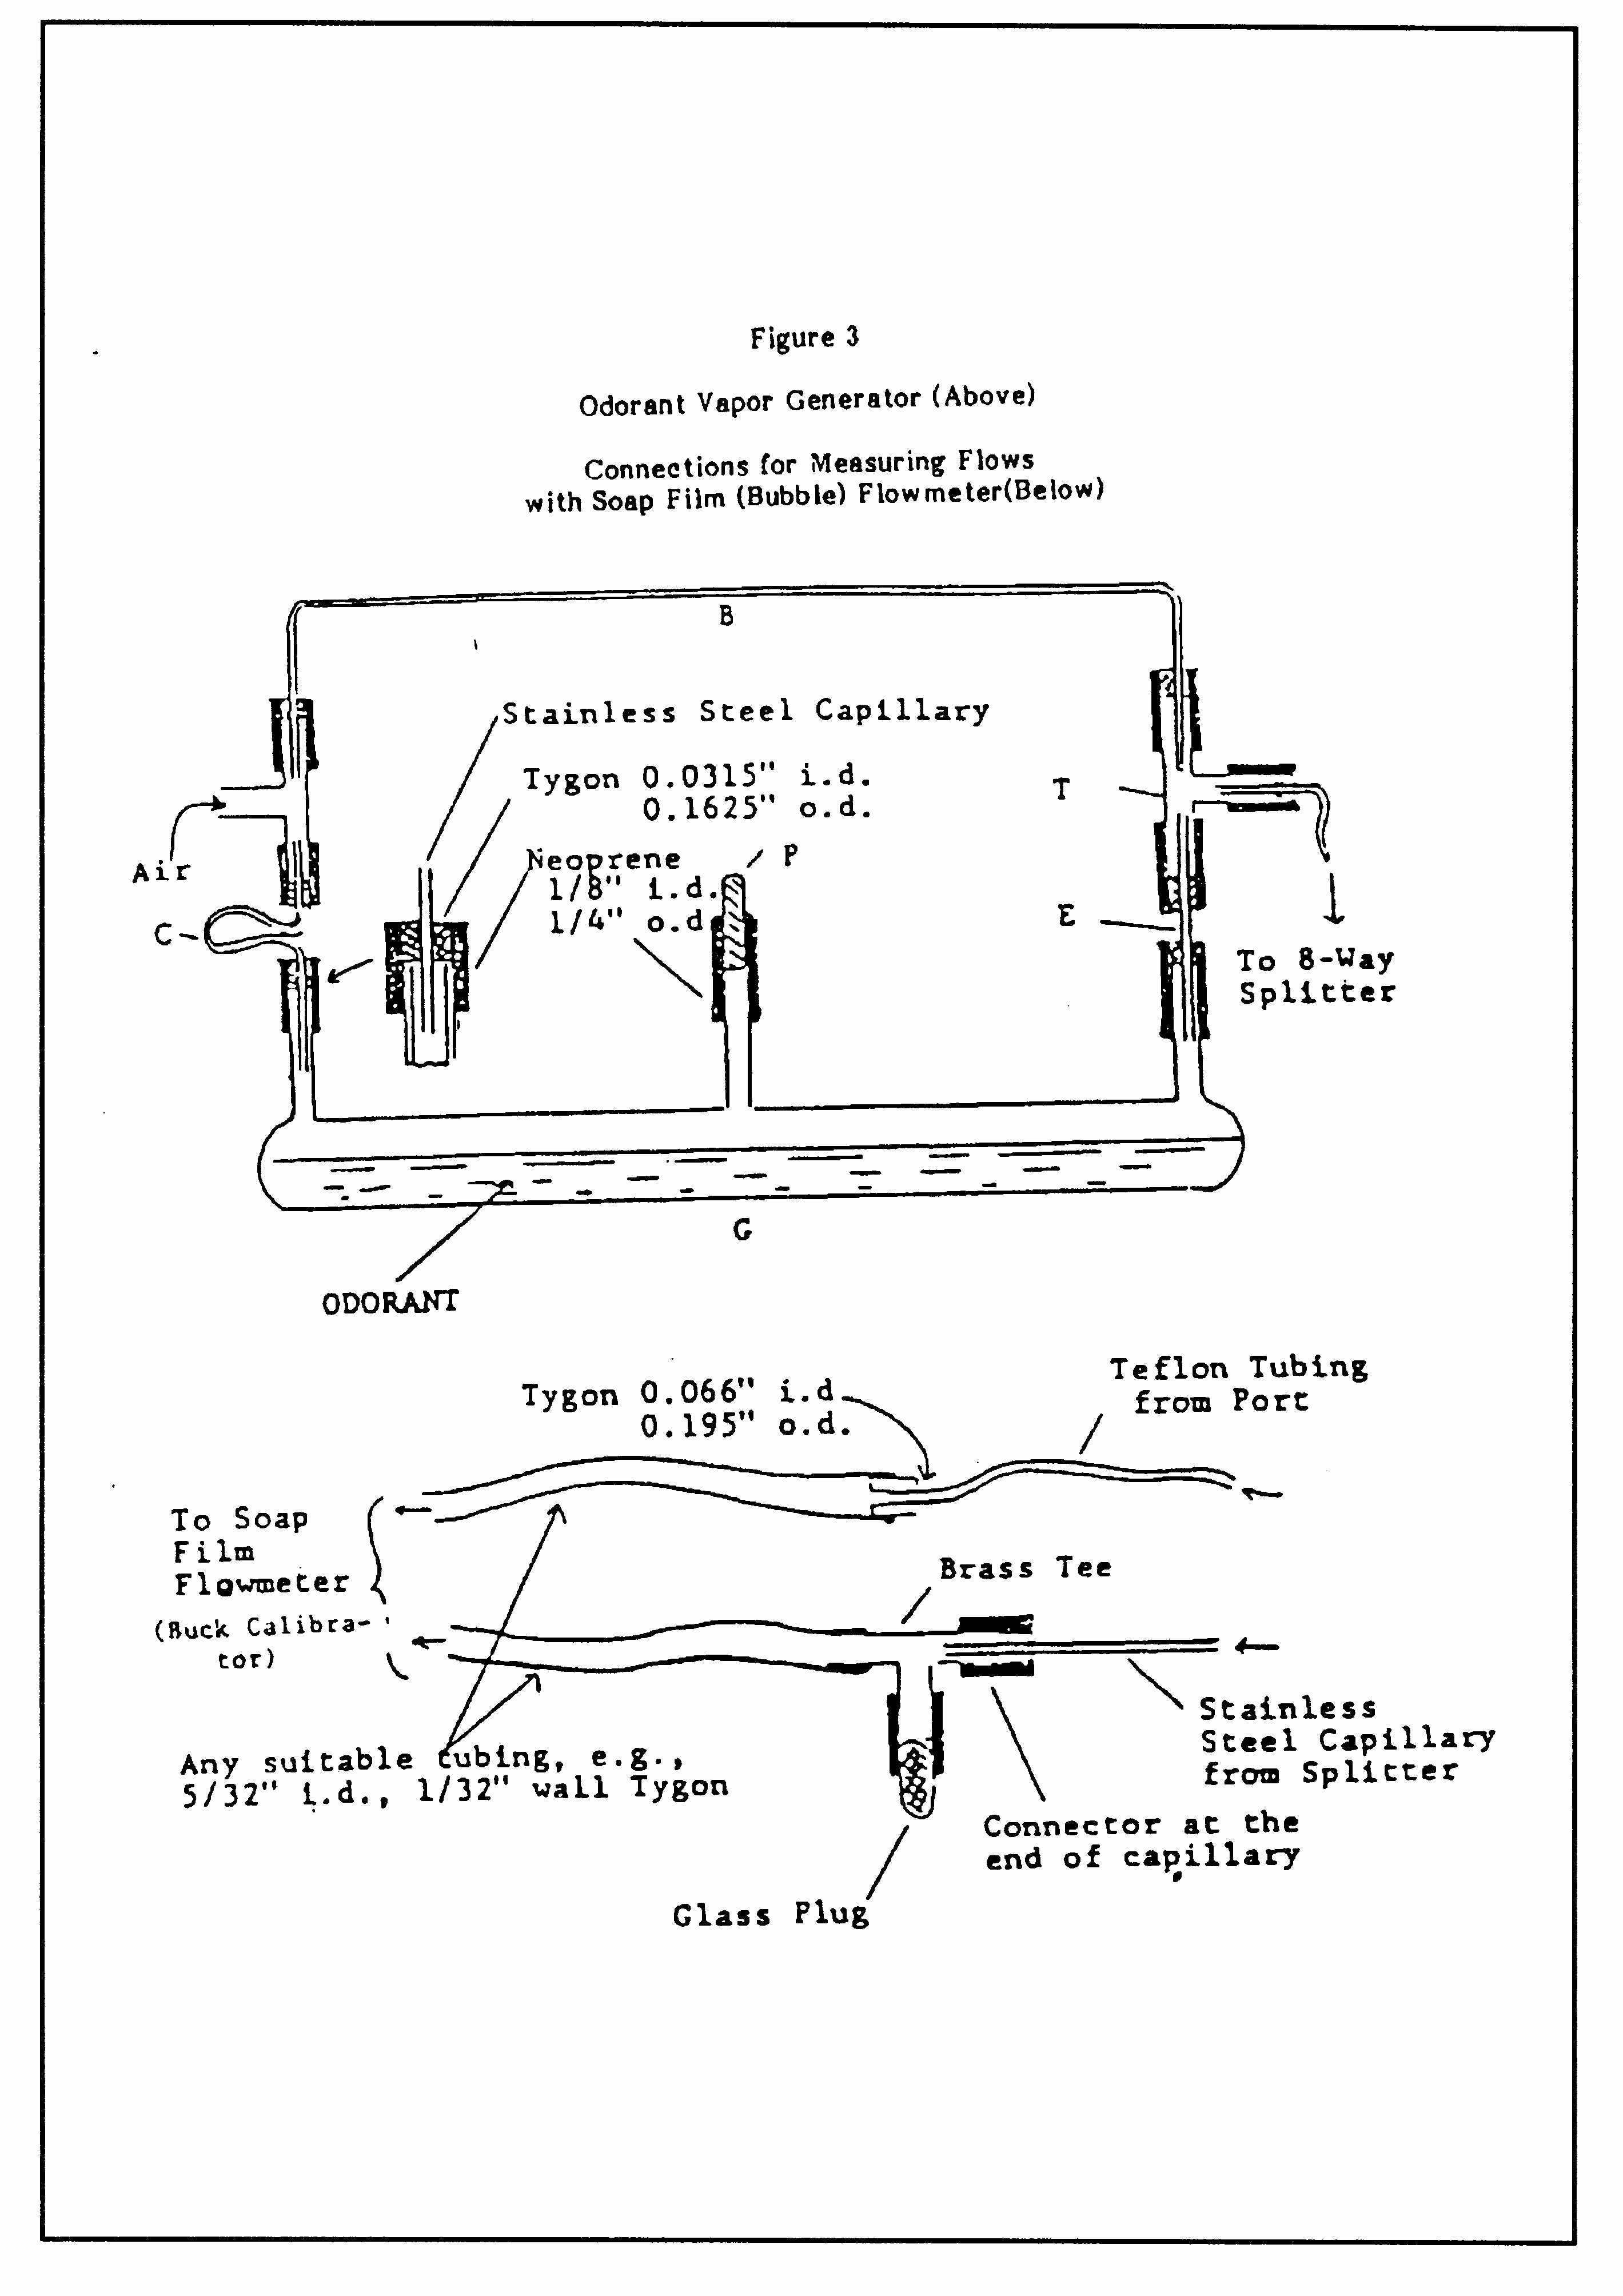 Figure 3
Odorant Vapor Generator (Above)
Connections for Measuring Flows
with Soap Film (Bubble) Flowmeter(Below)
B
Stainless Steel Capillary
Tygon 0.0315" i.d.
0.1625" o.d.
T
Air
Neoprene
1/8" i.d.
1/4" o.d
P
C
E
To 8-Way
Splitter
G
ODORANT
Tygon 0.066" i.d
0.195" o.d.
Teflon Tubing
from Port
To Soap
Film
Flowmeter
(Buck Calibra-
tor)
Brass Tee
Stainless
Steel Capillary
from Splitter
Any suitable tubing, e.g.,
5/32" i.d., 1/32" wall Tygon
Connector at the
end of capillary
Glass Plug